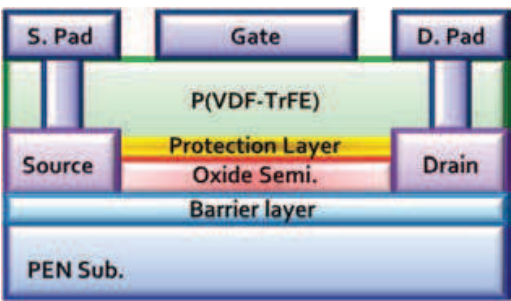 S. Pad
Gate
D. Pad
P(VDF-TrFE)
Protection Layer
Source
Oxide Semi.
Drain
Barrier layer
PEN Sub.